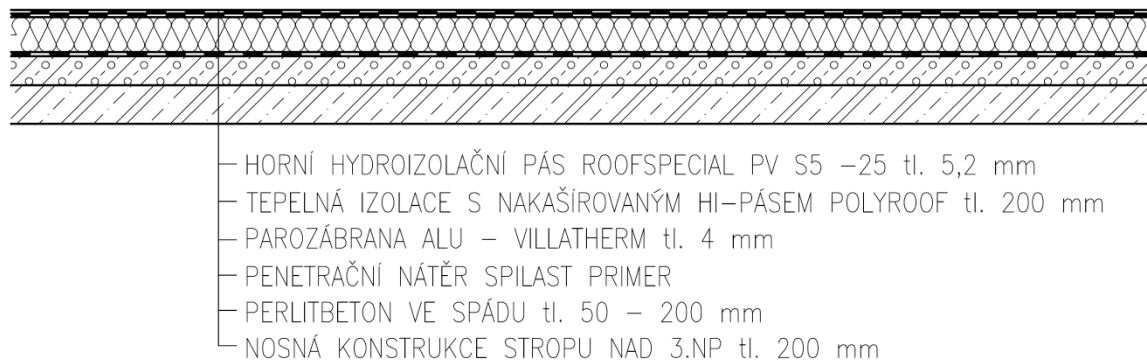 HORNÍ HYDROIZOLAČNÍ PÁS ROOFSPECIAL PV S5 -25 tl. 5,2 mm
TEPELNÁ IZOLACE S NAKAŠÍROVANÝM HI-PÁSEM POLYROOF tl. 200 mm
PAROZÁBRANA ALU - VILLATHERM tl. 4 mm
PENETRAČNÍ NÁTĚR SPILAST PRIMER
PERLITBETON VE SPÁDU tl. 50 - 200 mm
NOSNÁ KONSTRUKCE STROPU NAD 3.NP tl. 200 mm